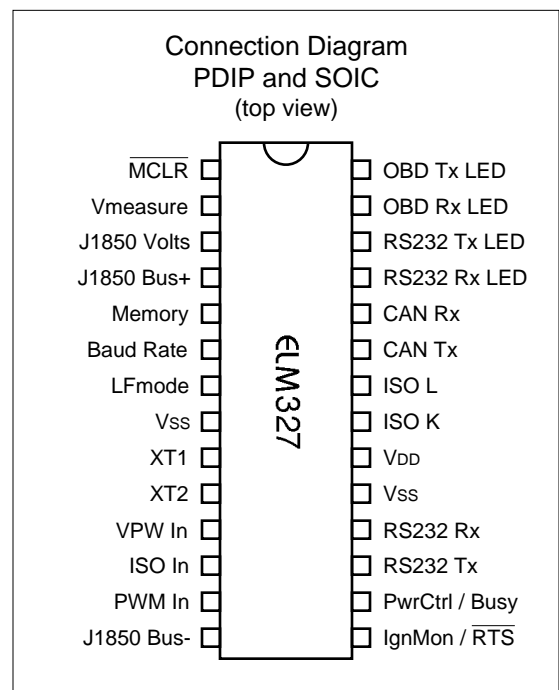 Connection Diagram
PDIP and SOIC
(top view)
MCLR
Vmeasure
J1850 Volts
J1850 Bus+
Memory
Baud Rate
LFmode
VSS
XT1
XT2
VPW In
ISO In
PWM In
J1850 Bus-
ELM327
OBD Tx LED
OBD Rx LED
RS232 Tx LED
RS232 Rx LED
CAN Rx
CAN Tx
ISO L
ISO K
VDD
VSS
RS232 Rx
RS232 Tx
PwrCtrl / Busy
IgnMon / RTS